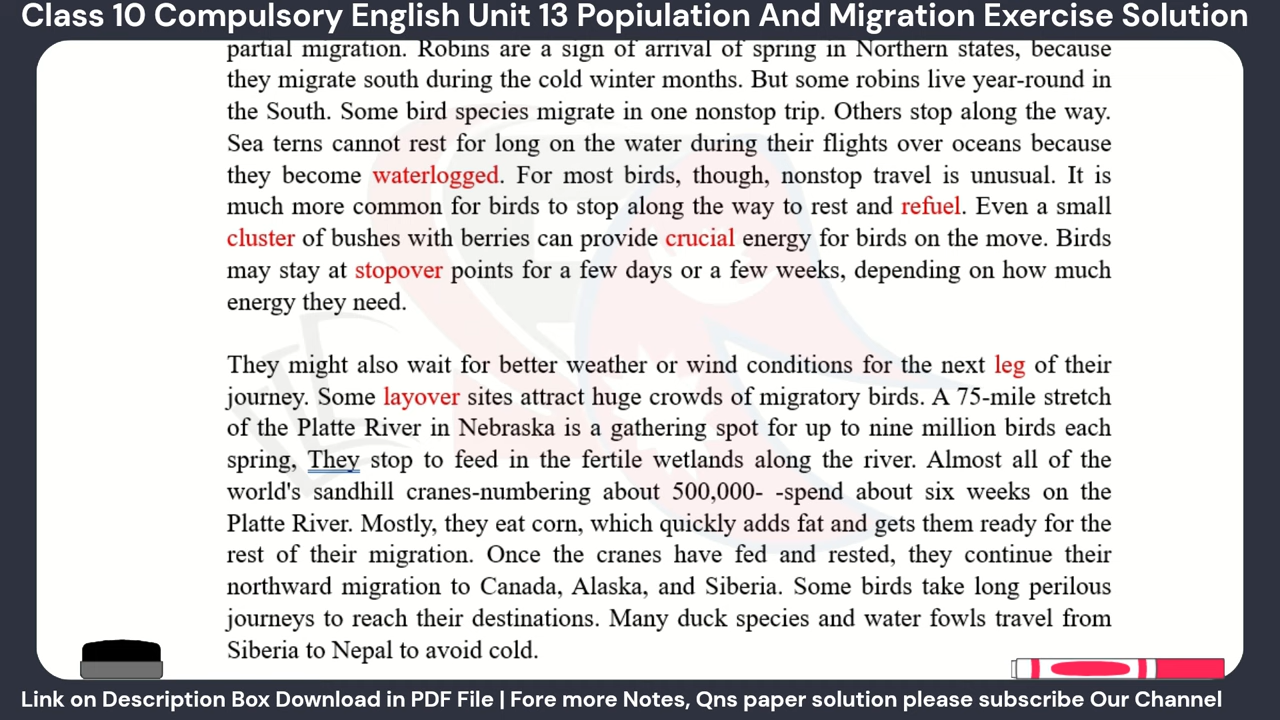 Class 10 Compulsory English Unit 13 Popiulation And Migration Exercise Solution
partial migration. Robins are a sign of arrival of spring in Northern states, because
they migrate south during the cold winter months. But some robins live year-round in
the South. Some bird species migrate in one nonstop trip. Others stop along the way.
Sea terns cannot rest for long on the water during their flights over oceans because
they become waterlogged. For most birds, though, nonstop travel is unusual. It is
much more common for birds to stop along the way to rest and refuel. Even a small
cluster of bushes with berries can provide crucial energy for birds on the move. Birds
may stay at stopover points for a few days or a few weeks, depending on how much
energy they need.
They might also wait for better weather or wind conditions for the next leg of their
journey. Some layover sites attract huge crowds of migratory birds. A 75-mile stretch
of the Platte River in Nebraska is a gathering spot for up to nine million birds each
spring, They stop to feed in the fertile wetlands along the river. Almost all of the
world's sandhill cranes-numbering about 500,000- -spend about six weeks on the
Platte River. Mostly, they eat corn, which quickly adds fat and gets them ready for the
rest of their migration. Once the cranes have fed and rested, they continue their
northward migration to Canada, Alaska, and Siberia. Some birds take long perilous
journeys to reach their destinations. Many duck species and water fowls travel from
Siberia to Nepal to avoid cold.
Link on Description Box Download in PDF File | Fore more Notes, Qns paper solution please subscribe Our Channel